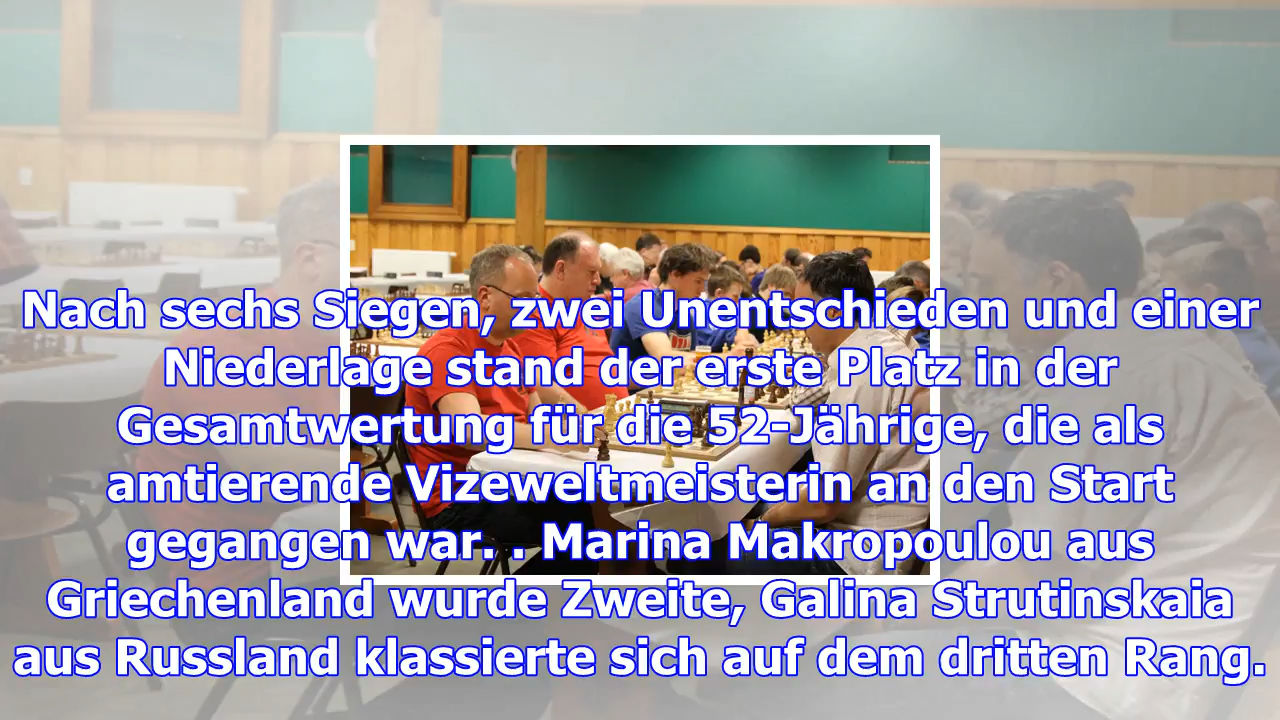 Nach sechs Siegen, zwei Unentschieden und einer
Niederlage stand der erste Platz in der
Gesamtwertung für die 52-Jährige, die als
amtierende Vizeweltmeisterin an den Start
gegangen war. . Marina Makropoulou aus
Griechenland wurde Zweite, Galina Strutinskaia
aus Russland klassierte sich auf dem dritten Rang.